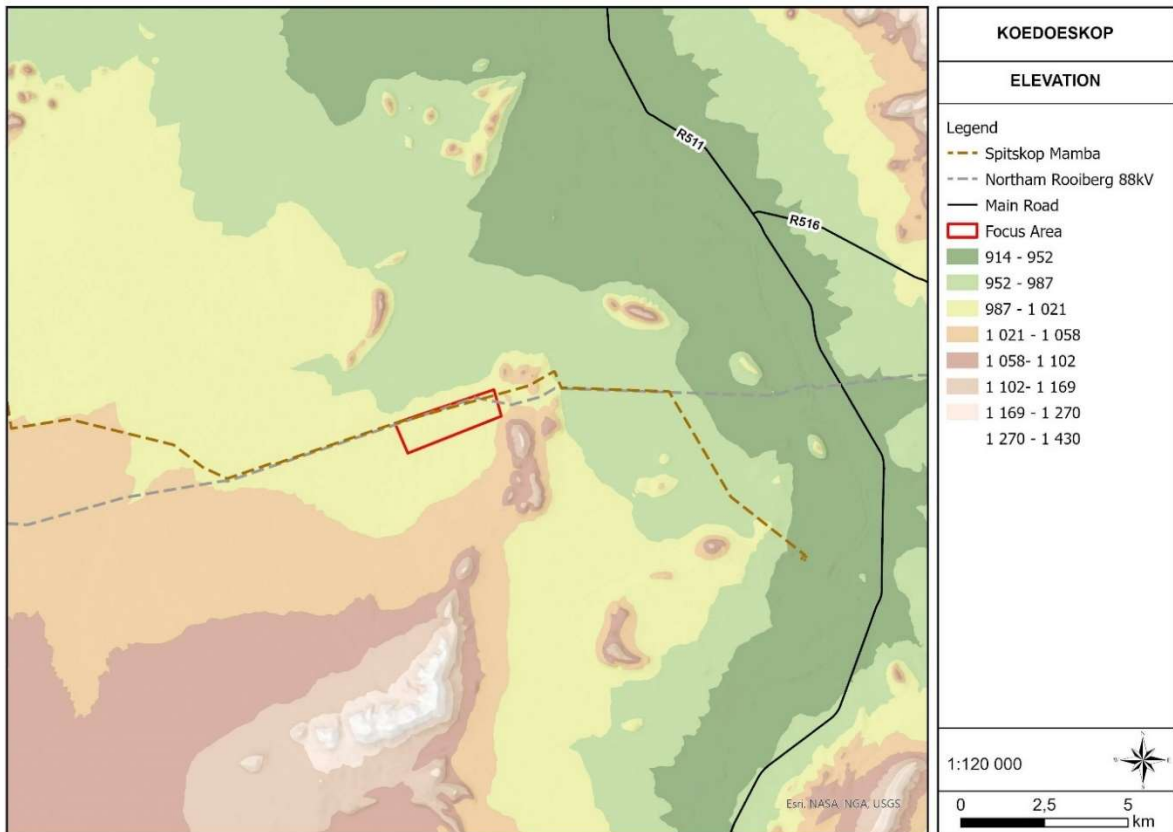 R511
R516
Esri, NASA, NGA, USGS
KOEDOESKOP
ELEVATION
Legend
Spitskop Mamba
Northam Rooiberg 88kV
Main Road
Focus Area
914 - 952
952 - 987
987 - 1 021
1 021 - 1 058
1 058- 1 102
1 102- 1 169
1 169 - 1 270
1 270 - 1 430
1:120 000
N
W
E
S
0 2,5 5
km